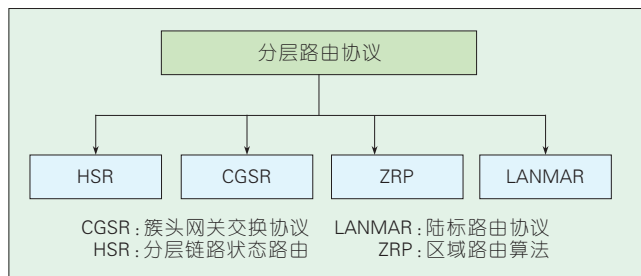 分层路由协议
HSR CGSR ZRP LANMAR
CGSR：簇头网关交换协议 LANMAR：陆标路由协议
HSR：分层链路状态路由 ZRP：区域路由算法